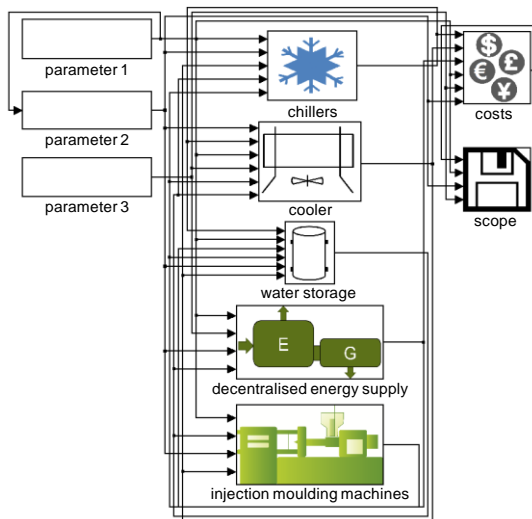 parameter 1
parameter 2
parameter 3
chillers
cooler
water storage
E
G
decentralised energy supply
injection moulding machines
$
€
£
¥
costs
scope